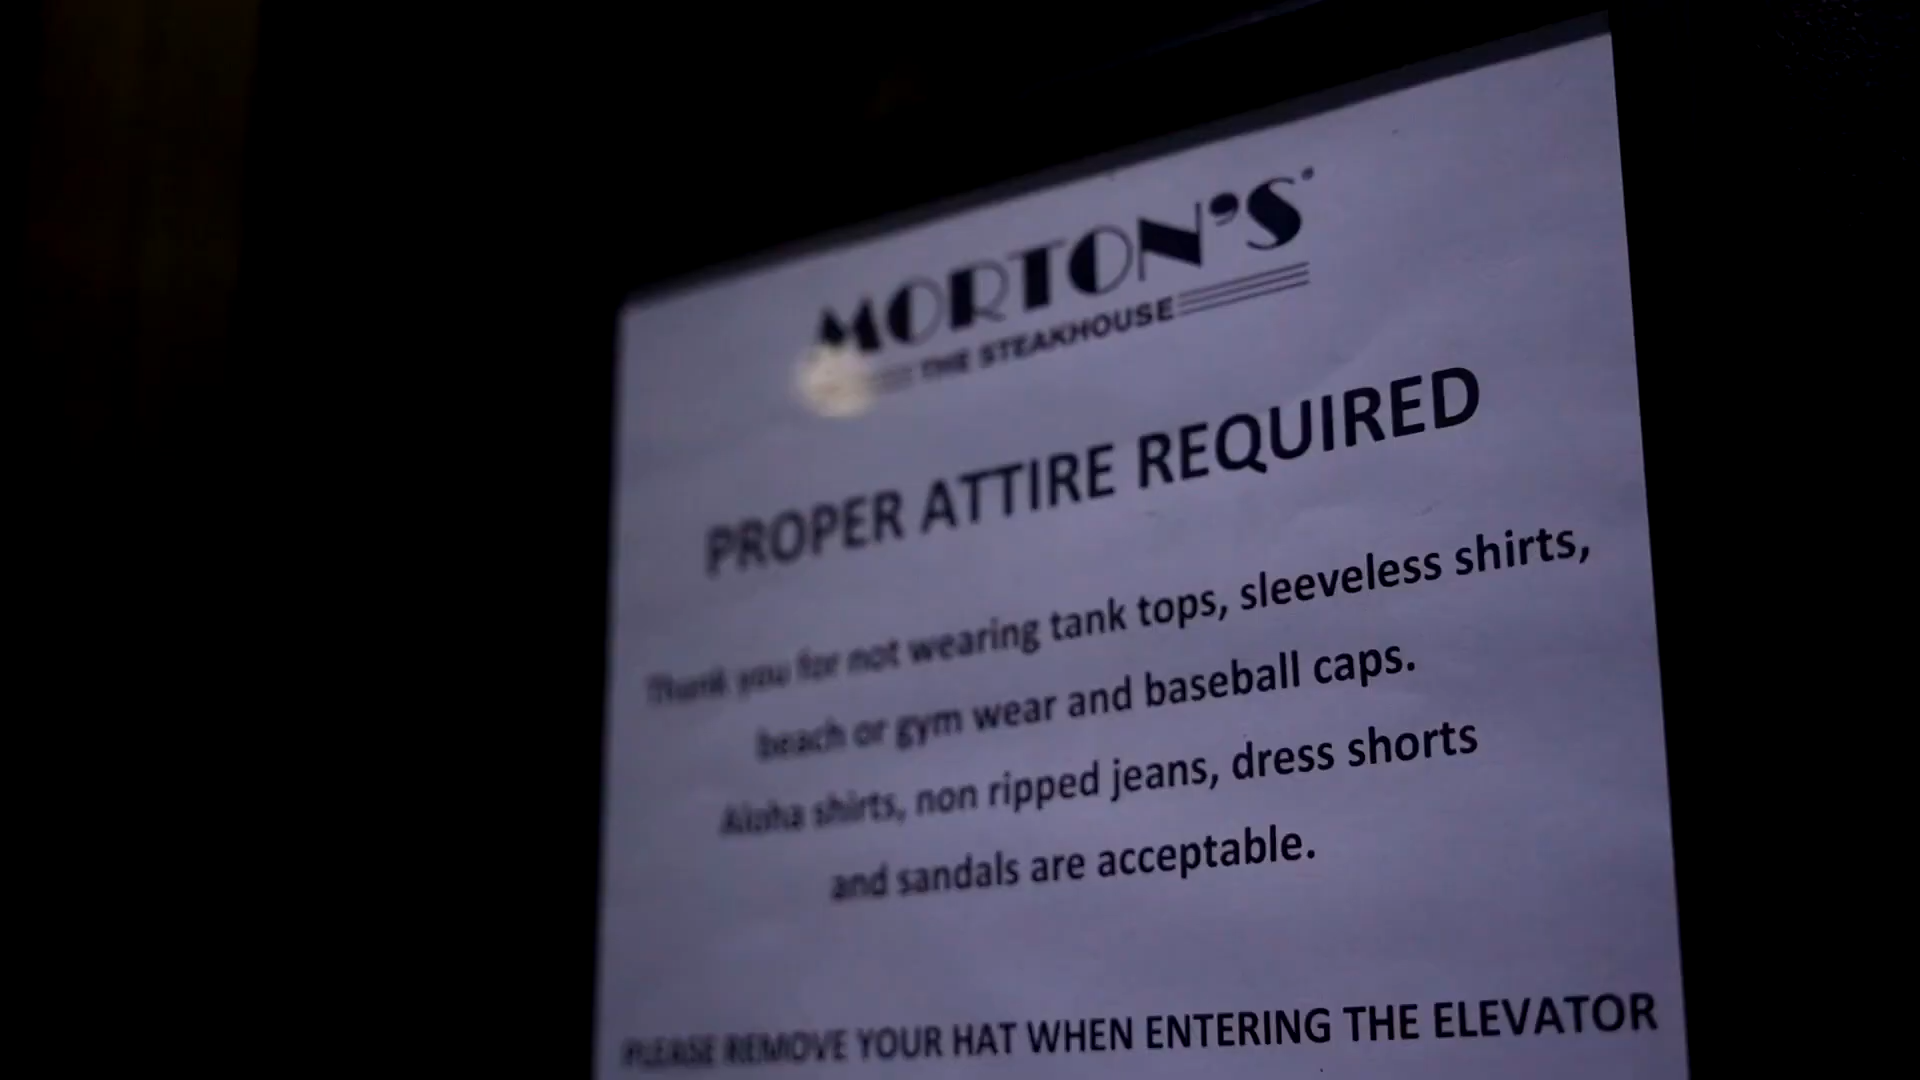 MORTON'S
THE STEAKHOUSE
PROPER ATTIRE REQUIRED
Thank you for not wearing tank tops, sleeveless shirts,
beach or gym wear and baseball caps.
Aloha shirts, non ripped jeans, dress shorts
and sandals are acceptable.
PLEASE REMOVE YOUR HAT WHEN ENTERING THE ELEVATOR